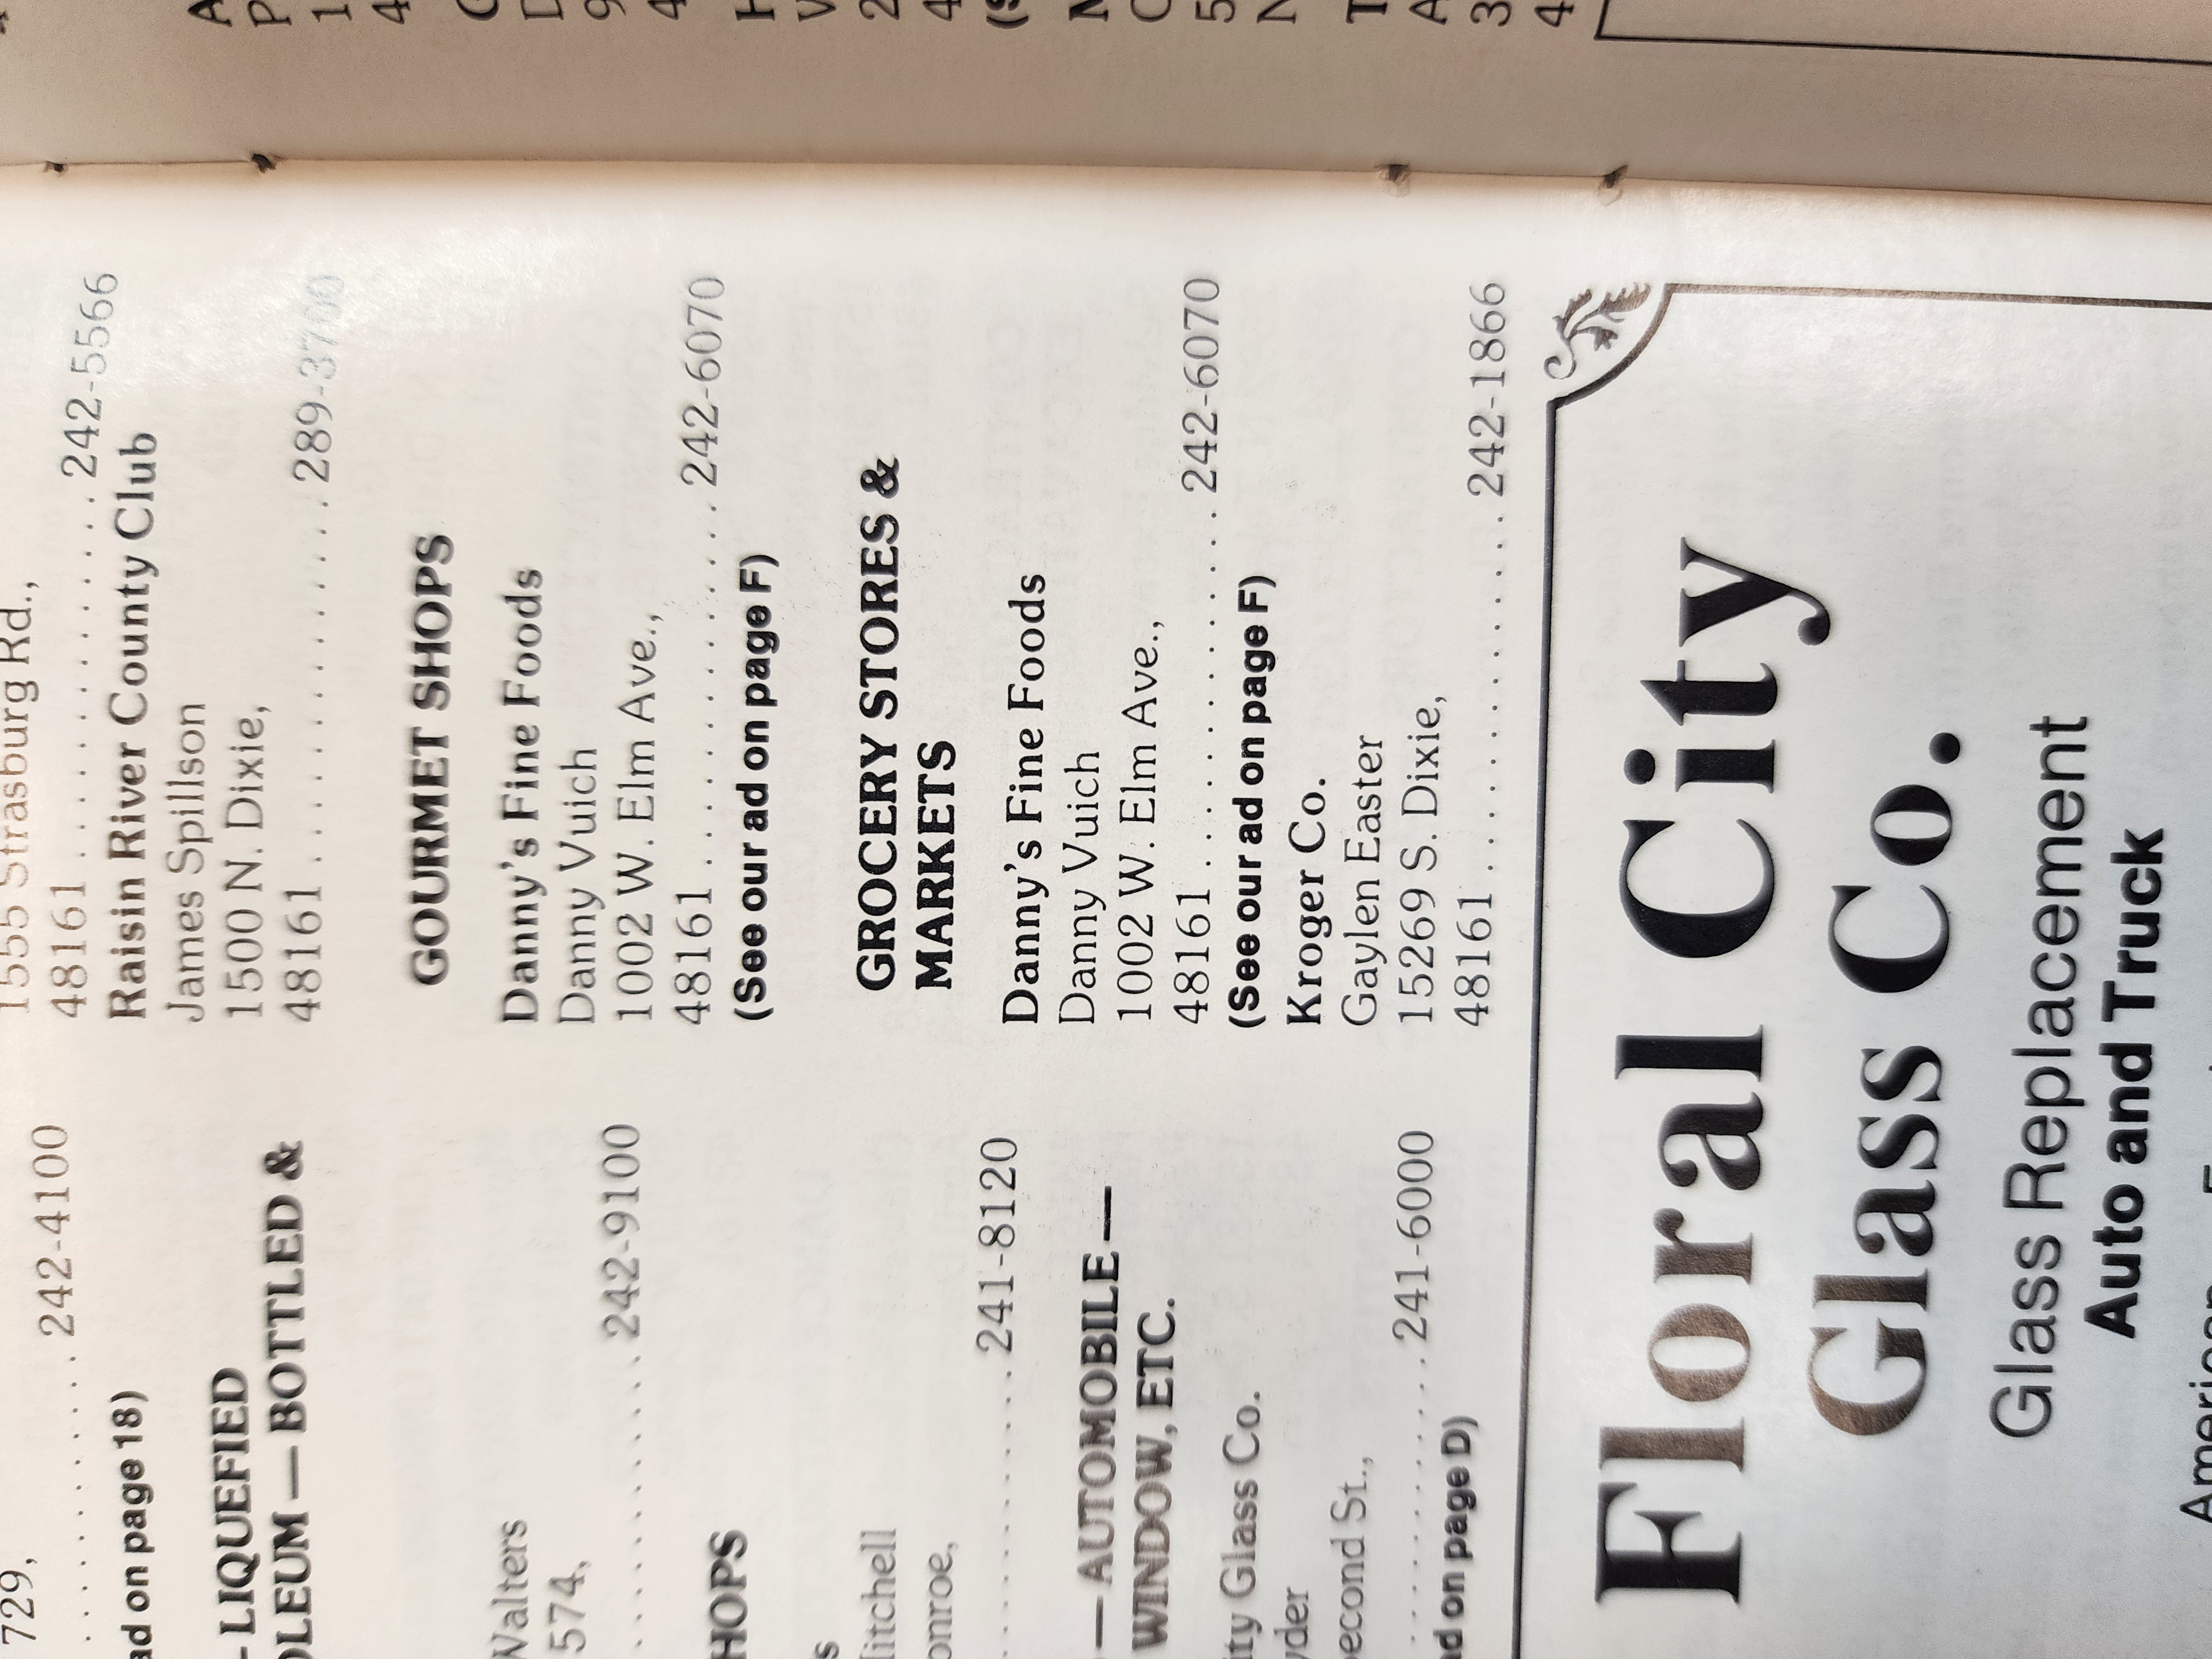 729,
242-4100
ad on page 18)
- LIQUEFIED
OLEUM — BOTTLED &
Walters
574,
242-9100
HOPS
s
onroe,
241-8120
— AUTOMOBILE —
WINDOW, ETC.
ity Glass Co.
yder
econd St.,
241-6000
ad on page D)
1555 Strasburg Rd.,
48161 242-5566
Raisin River County Club
James Spillson
1500 N. Dixie,
48161 289-3700
GOURMET SHOPS
Danny's Fine Foods
Danny Vuich
1002 W. Elm Ave.,
48161 242-6070
(See our ad on page F)
GROCERY STORES &
MARKETS
Danny's Fine Foods
Danny Vuich
1002 W. Elm Ave.,
48161 242-6070
(See our ad on page F)
Kroger Co.
Gaylen Easter
15269 S. Dixie,
48161 242-1866
Floral City
Glass Co.
Glass Replacement
Auto and Truck
American